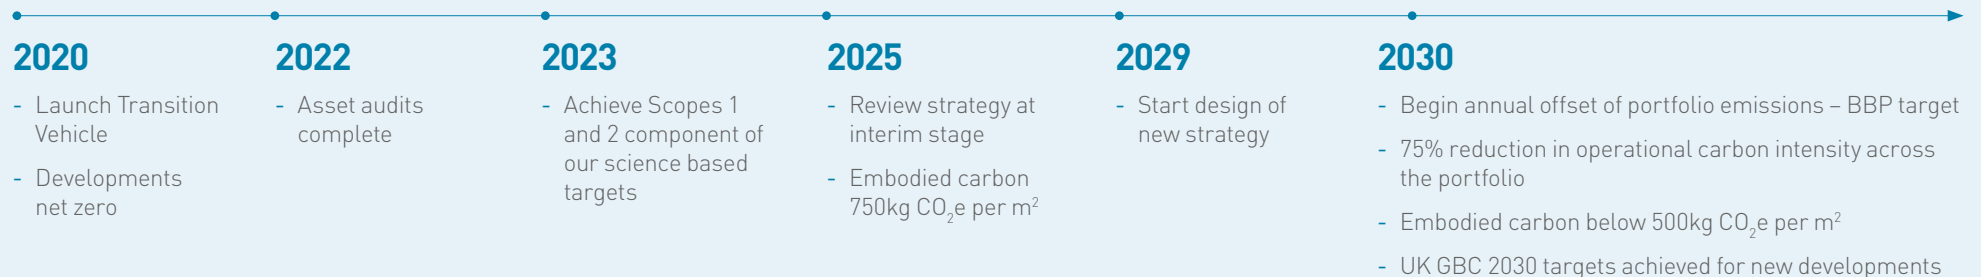 2020
- Launch Transition
Vehicle
- Developments
net zero
2022
- Asset audits
complete
2023
- Achieve Scopes 1
and 2 component of
our science based
targets
2025
- Review strategy at
interim stage
- Embodied carbon
750kg CO₂e per m²
2029
- Start design of
new strategy
2030
- Begin annual offset of portfolio emissions – BBP target
- 75% reduction in operational carbon intensity across
the portfolio
- Embodied carbon below 500kg CO₂e per m²
- UK GBC 2030 targets achieved for new developments